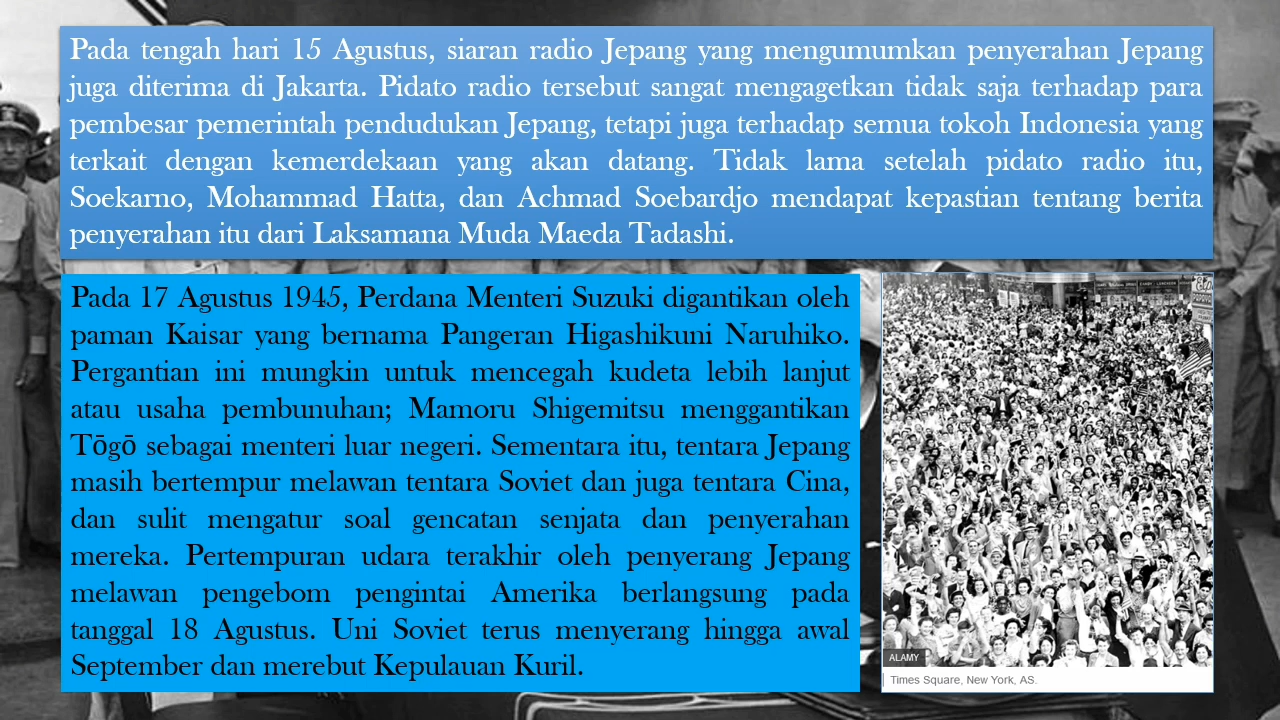 Pada tengah hari 15 Agustus, siaran radio Jepang yang mengumumkan penyerahan Jepang
juga diterima di Jakarta. Pidato radio tersebut sangat mengagetkan tidak saja terhadap para
pembesar pemerintah pendudukan Jepang, tetapi juga terhadap semua tokoh Indonesia yang
terkait dengan kemerdekaan yang akan datang. Tidak lama setelah pidato radio itu,
Soekarno, Mohammad Hatta, dan Achmad Soebardjo mendapat kepastian tentang berita
penyerahan itu dari Laksamana Muda Maeda Tadashi.
Pada 17 Agustus 1945, Perdana Menteri Suzuki digantikan oleh
paman Kaisar yang bernama Pangeran Higashikuni Naruhiko.
Pergantian ini mungkin untuk mencegah kudeta lebih lanjut
atau usaha pembunuhan; Mamoru Shigemitsu menggantikan
Tōgō sebagai menteri luar negeri. Sementara itu, tentara Jepang
masih bertempur melawan tentara Soviet dan juga tentara Cina,
dan sulit mengatur soal gencatan senjata dan penyerahan
mereka. Pertempuran udara terakhir oleh penyerang Jepang
melawan pengebom pengintai Amerika berlangsung pada
tanggal 18 Agustus. Uni Soviet terus menyerang hingga awal
September dan merebut Kepulauan Kuril.
ALAMY
Times Square, New York, AS.